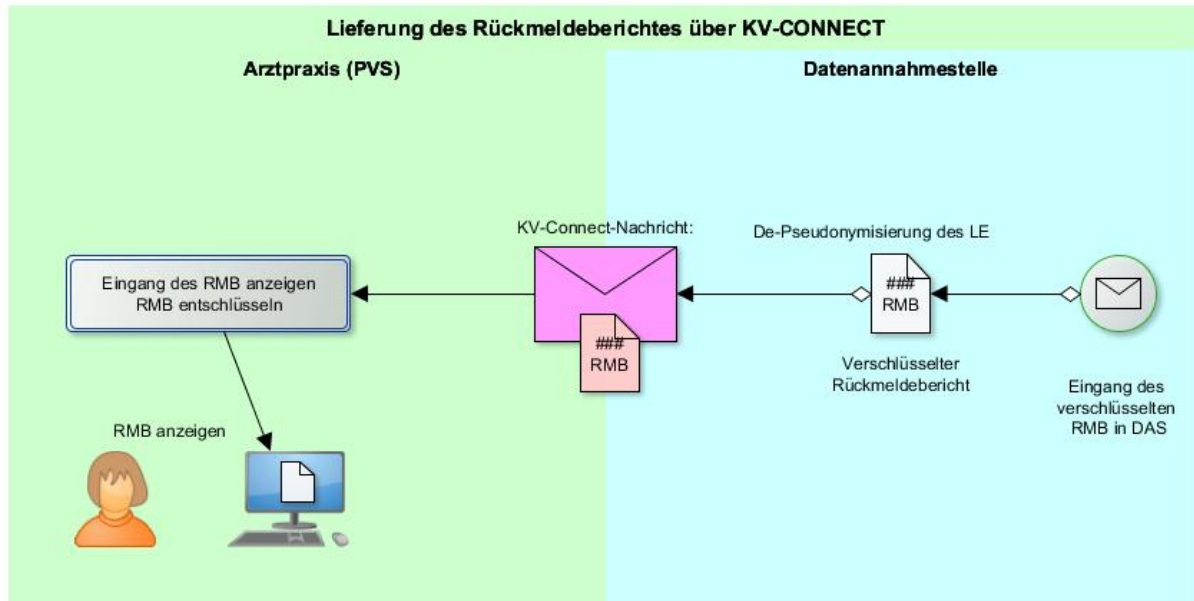 Lieferung des Rückmeldeberichtes über KV-CONNECT
Arztpraxis (PVS)
Datenannahmestelle
KV-Connect-Nachricht:
De-Pseudonymisierung des LE
Eingang des RMB anzeigen
RMB entschlüsseln
###
RMB
###
RMB
Verschlüsselter
Rückmeldebericht
Eingang des
verschlüsselten
RMB in DAS
RMB anzeigen